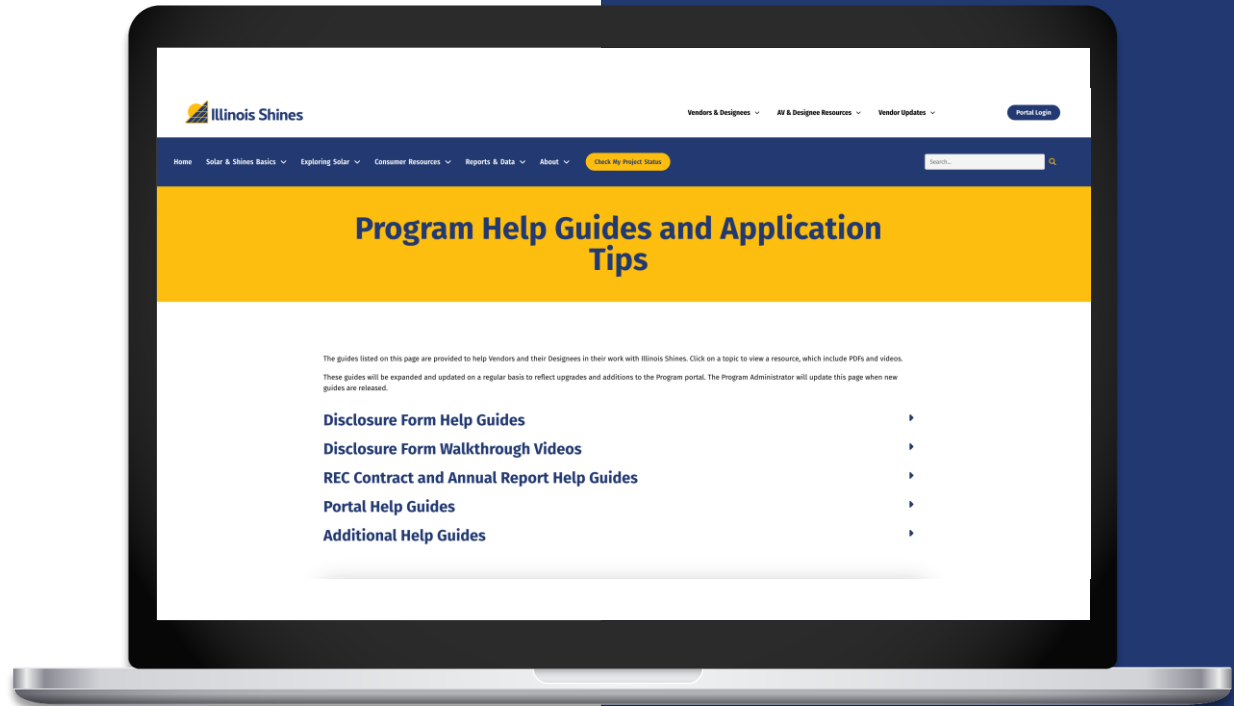 Illinois Shines
Vendors & Designees
AV & Designee Resources
Vendor Updates
Portal Login
Home
Solar & Shines Basics
Exploring Solar
Consumer Resources
Reports & Data
About
Check My Project Status
Search...
Program Help Guides and Application
Tips
The guides listed on this page are provided to help Vendors and their Designees in their work with Illinois Shines. Click on a topic to view a resource, which include PDFs and videos.
These guides will be expanded and updated on a regular basis to reflect upgrades and additions to the Program portal. The Program Administrator will update this page when new
guides are released.
Disclosure Form Help Guides
Disclosure Form Walkthrough Videos
REC Contract and Annual Report Help Guides
Portal Help Guides
Additional Help Guides